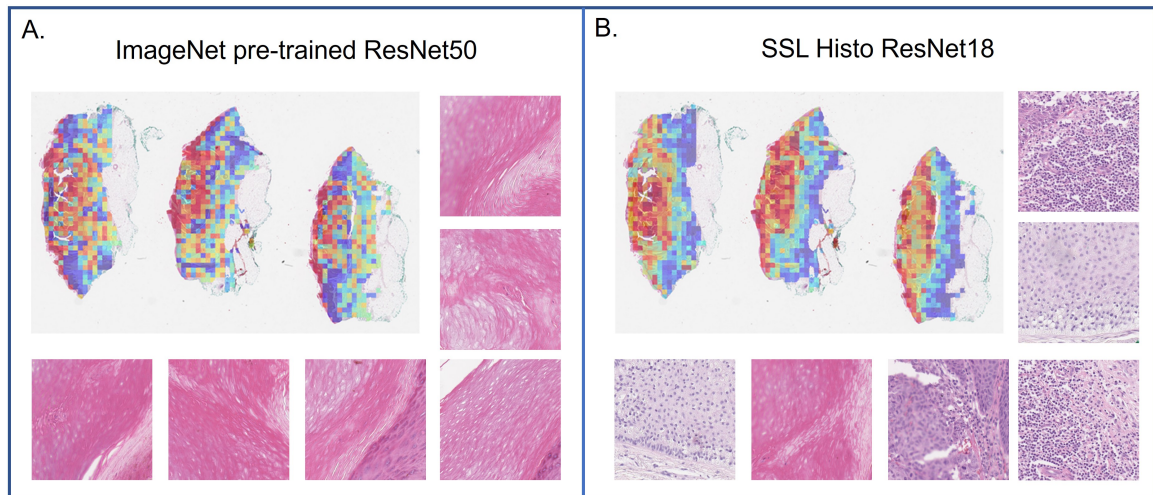 A.
ImageNet pre-trained ResNet50
B.
SSL Histo ResNet18